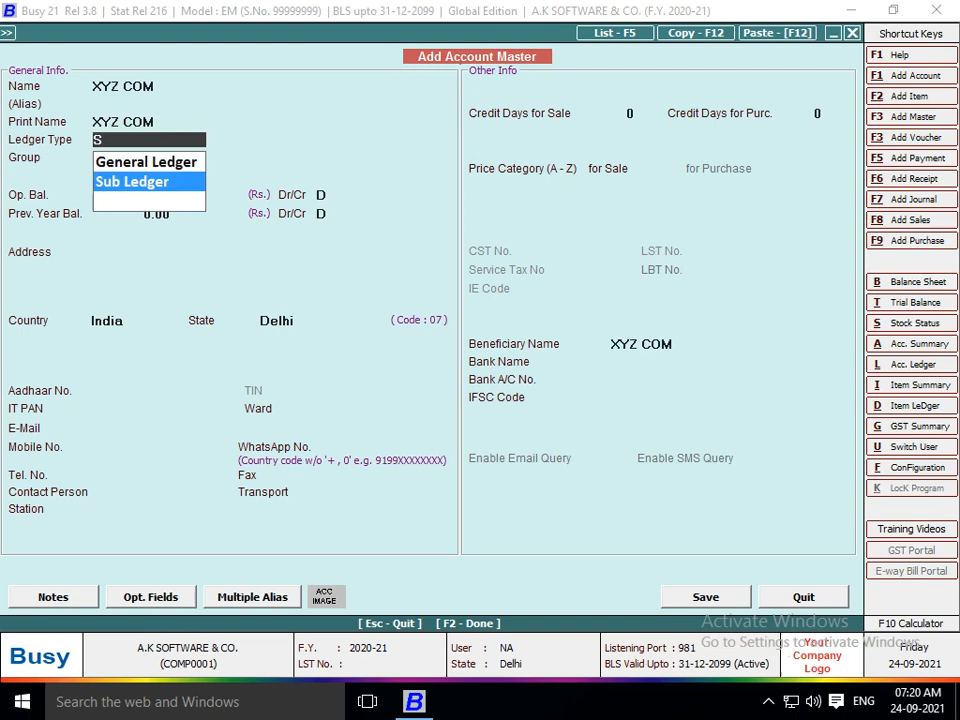 Busy 21 Rel 3.8 | Stat Rel 216 | Model : EM (S.No. 99999999) | BLS upto 31-12-2099 | Global Edition | A.K SOFTWARE & CO. (F.Y. 2020-21)
>> List - F5 Copy - F12 Paste - [F12]
Add Account Master
General Info.
Name XYZ COM
(Alias)
Print Name XYZ COM
Ledger Type S
General Ledger
Sub Ledger
Group
Op. Bal. (Rs.) Dr/Cr D
Prev. Year Bal. 0.00 (Rs.) Dr/Cr D
Address
Country India State Delhi (Code : 07)
Aadhaar No. TIN
IT PAN Ward
E-Mail
Mobile No. WhatsApp No.
(Country code w/o '+ , 0' e.g. 9199XXXXXXXX)
Tel. No. Fax
Contact Person Transport
Station
Other Info
Credit Days for Sale 0 Credit Days for Purc. 0
Price Category (A - Z) for Sale for Purchase
CST No. LST No.
Service Tax No LBT No.
IE Code
Beneficiary Name XYZ COM
Bank Name
Bank A/C No.
IFSC Code
Enable Email Query Enable SMS Query
Notes Opt. Fields Multiple Alias ACC
IMAGE
Save Quit
[ Esc - Quit ] [ F2 - Done ]
Shortcut Keys
F1 Help
F1 Add Account
F2 Add Item
F3 Add Master
F3 Add Voucher
F5 Add Payment
F6 Add Receipt
F7 Add Journal
F8 Add Sales
F9 Add Purchase
B Balance Sheet
T Trial Balance
S Stock Status
A Acc. Summary
L Acc. Ledger
I Item Summary
D Item LeDger
G GST Summary
U Switch User
F ConFiguration
K LocK Program
Training Videos
GST Portal
E-way Bill Portal
F10 Calculator
Activate Windows
Go to Settings to activate Windows.
Busy
A.K SOFTWARE & CO.
(COMP0001)
F.Y. : 2020-21
LST No. :
User : NA
State : Delhi
Listening Port : 981
BLS Valid Upto : 31-12-2099 (Active)
Your
Company
Logo
Friday
24-09-2021
Search the web and Windows
B
ENG
07:20 AM
24-09-2021